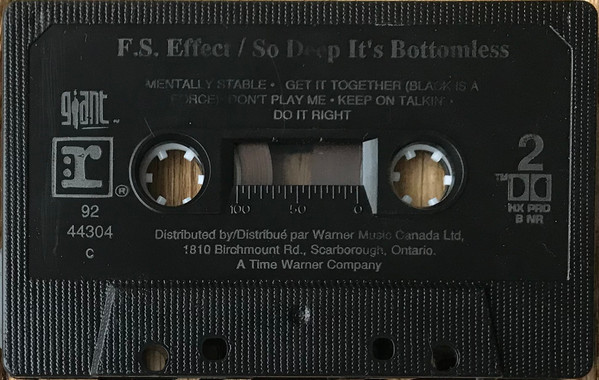 F.S. Effect / So Deep It's Bottomless
MENTALLY STABLE • GET IT TOGETHER (BLACK IS A
FORCE) DON'T PLAY ME • KEEP ON TALKIN' •
DO IT RIGHT
giant ™
r ®
92
44304
C
2
™
HX PRO
B NR
100 50 0
Distributed by/Distribué par Warner Music Canada Ltd,
1810 Birchmount Rd., Scarborough, Ontario.
A Time Warner Company